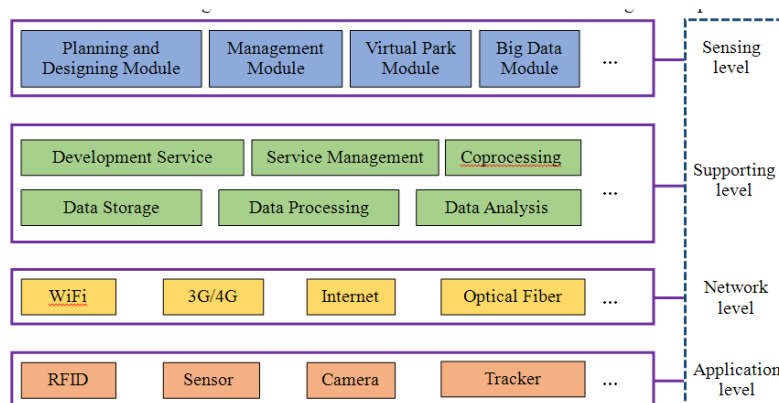 Planning and
Designing Module
Management
Module
Virtual Park
Module
Big Data
Module
...
Sensing
level
Development Service
Service Management
Coprocessing
Data Storage
Data Processing
Data Analysis
...
Supporting
level
WiFi
3G/4G
Internet
Optical Fiber
...
Network
level
RFID
Sensor
Camera
Tracker
...
Application
level